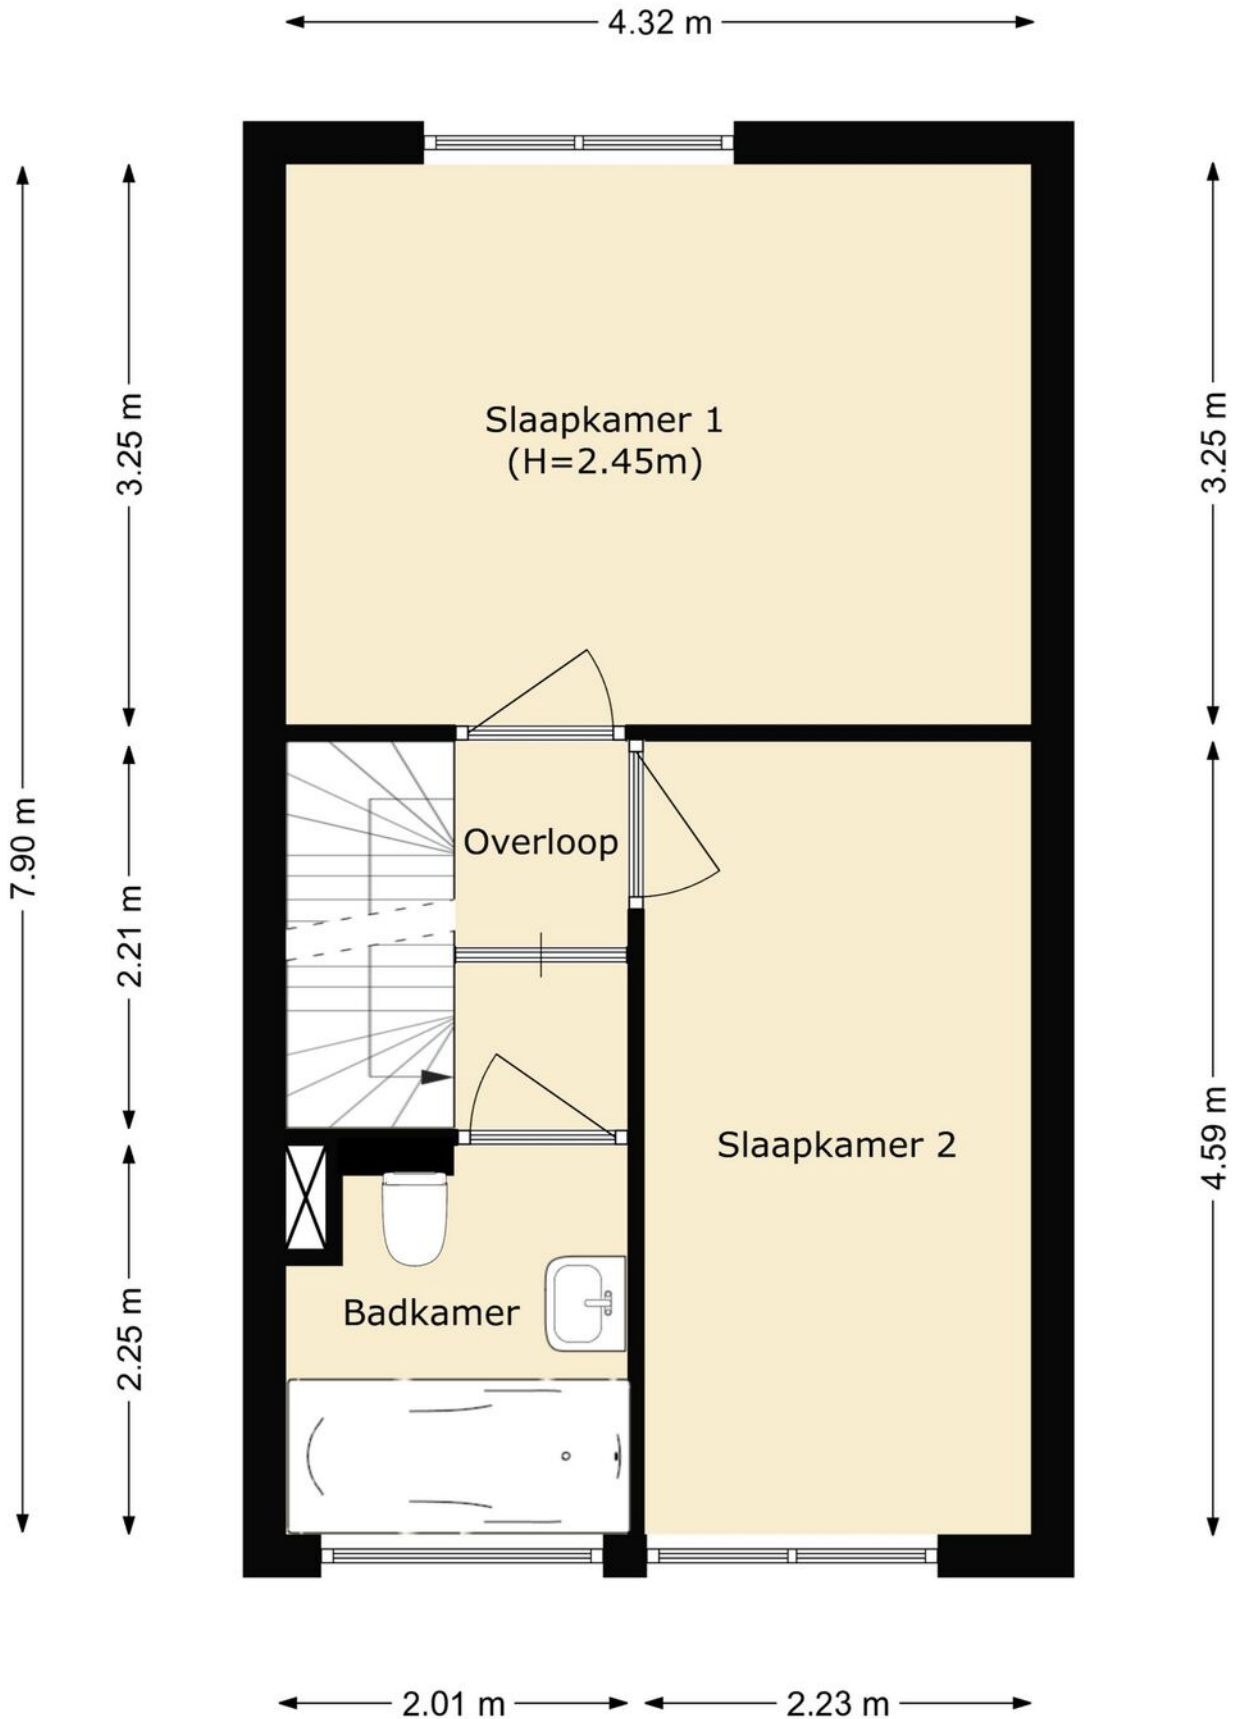 4.32 m
7.90 m
3.25 m
3.25 m
Slaapkamer 1
(H=2.45m)
Overloop
2.21 m
Slaapkamer 2
4.59 m
Badkamer
2.25 m
2.01 m
2.23 m